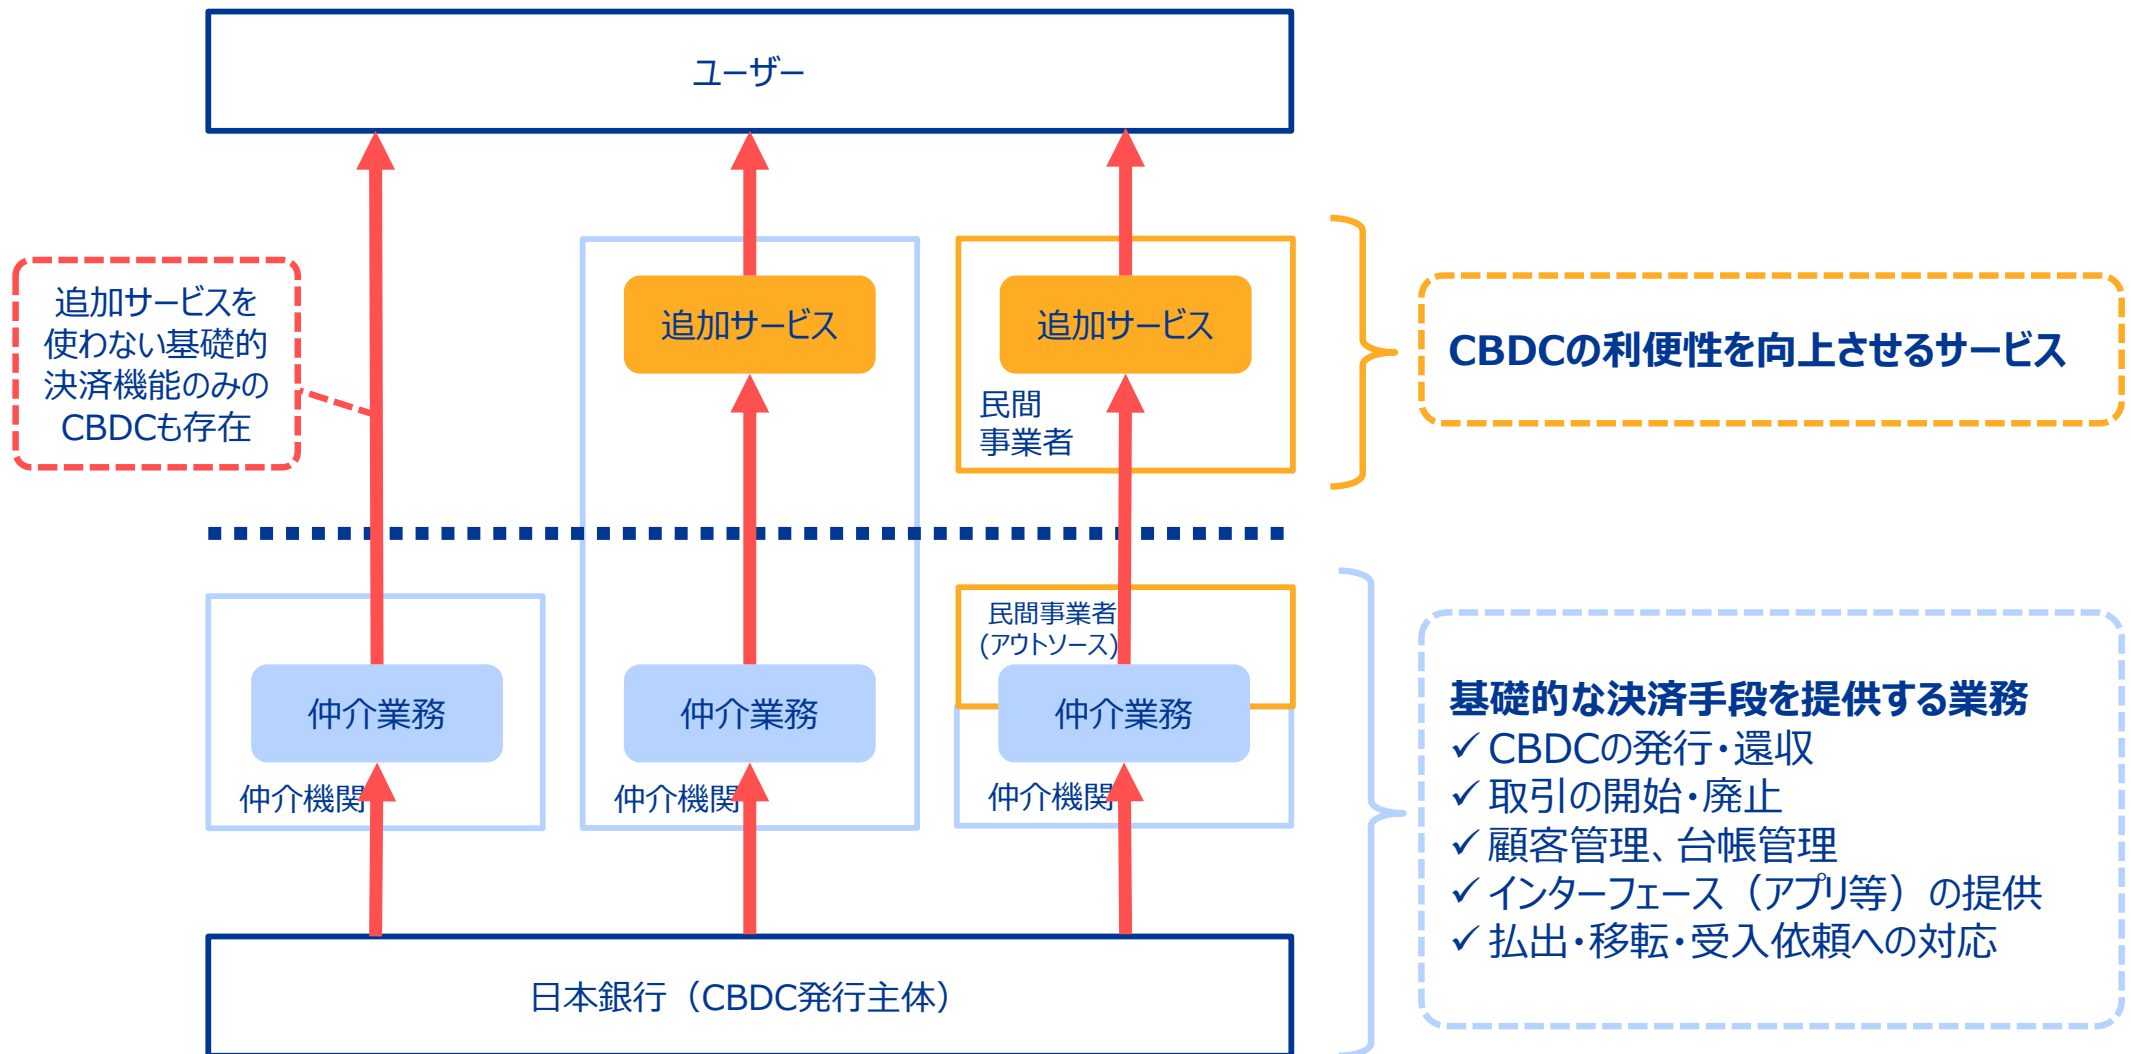 ユーザー
追加サービスを
使わない基礎的
決済機能のみの
CBDCも存在
追加サービス
追加サービス
民間
事業者
CBDCの利便性を向上させるサービス
民間事業者
(アウトソース)
仲介業務
仲介業務
仲介業務
仲介機関
仲介機関
仲介機関
基礎的な決済手段を提供する業務
✓ CBDCの発行・還収
✓ 取引の開始・廃止
✓ 顧客管理、台帳管理
✓ インターフェース（アプリ等）の提供
✓ 払出・移転・受入依頼への対応
日本銀行（CBDC発行主体）